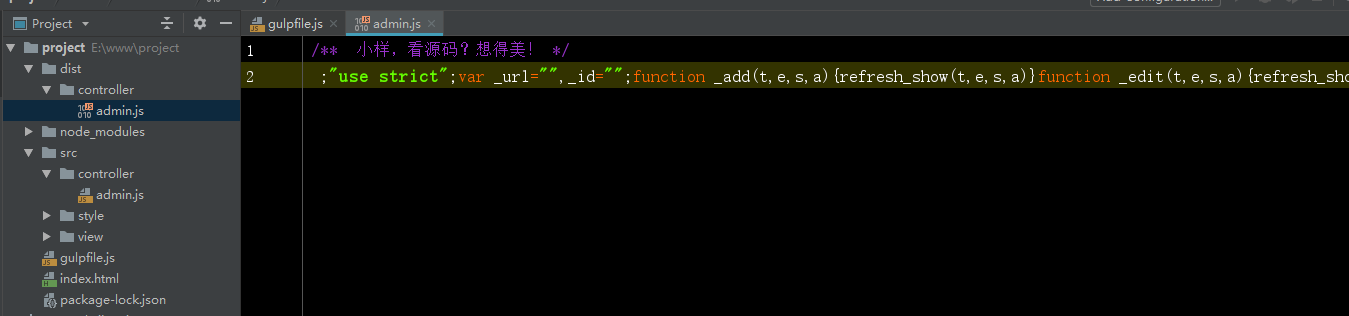 Project
gulpfile.js
admin.js
project E:\www\project
dist
controller
admin.js
node_modules
src
controller
admin.js
style
view
gulpfile.js
index.html
package-lock.json
1 /** 小样，看源码？想得美！ */
2 ;"use strict";var _url="",_id="";function _add(t,e,s,a){refresh_show(t,e,s,a)}function _edit(t,e,s,a){refresh_sho